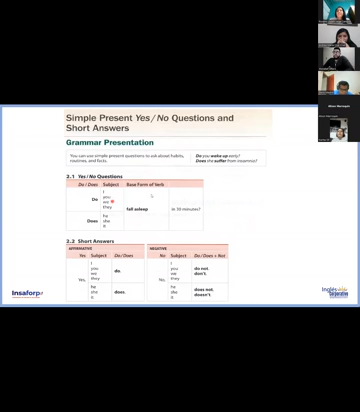 Simple Present Yes/No Questions and
Short Answers
Grammar Presentation
You can use simple present questions to ask about habits,
routines, and facts.
Do you wake up early?
Does she suffer from insomnia?
2.1 Yes/No Questions
Do / Does Subject Base Form of Verb
Do
I
you
we
they
fall asleep
in 30 minutes?
Does
he
she
it
2.2 Short Answers
AFFIRMATIVE
Yes Subject Do/Does
Yes,
I
you
we
they
do.
he
she
it
does.
NEGATIVE
No Subject Do/Does + Not
No,
I
you
we
they
do not.
don't.
he
she
it
does not.
doesn't.
Insaforp
Inglés
Corporativo